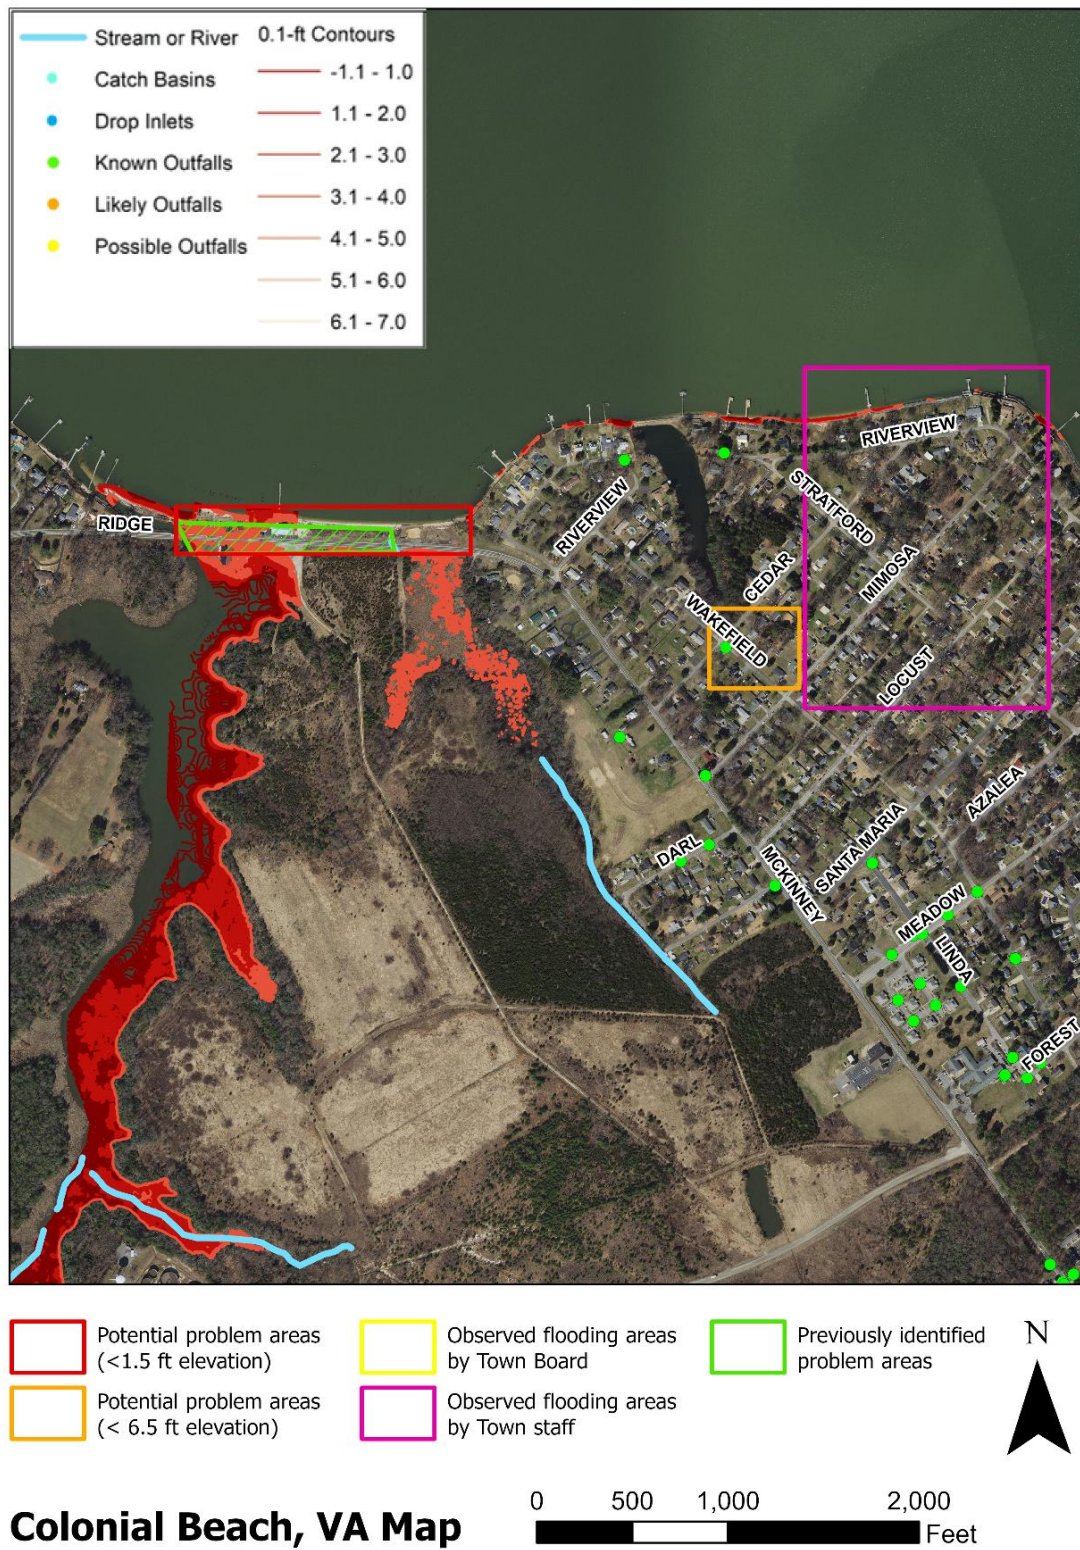 Stream or River
Catch Basins
Drop Inlets
Known Outfalls
Likely Outfalls
Possible Outfalls
0.1-ft Contours
-1.1 - 1.0
1.1 - 2.0
2.1 - 3.0
3.1 - 4.0
4.1 - 5.0
5.1 - 6.0
6.1 - 7.0
RIVERVIEW
STRATFORD
RIDGE
RIVERVIEW
MIMOSA
CEDAR
WAKEFIELD
LOCUST
AZALEA
DARL
MCKINNEY
SANTA MARIA
MEADOW
LINDA
FOREST
Potential problem areas
(<1.5 ft elevation)
Potential problem areas
(< 6.5 ft elevation)
Observed flooding areas
by Town Board
Observed flooding areas
by Town staff
Previously identified
problem areas
N
Colonial Beach, VA Map
0 500 1,000 2,000
Feet